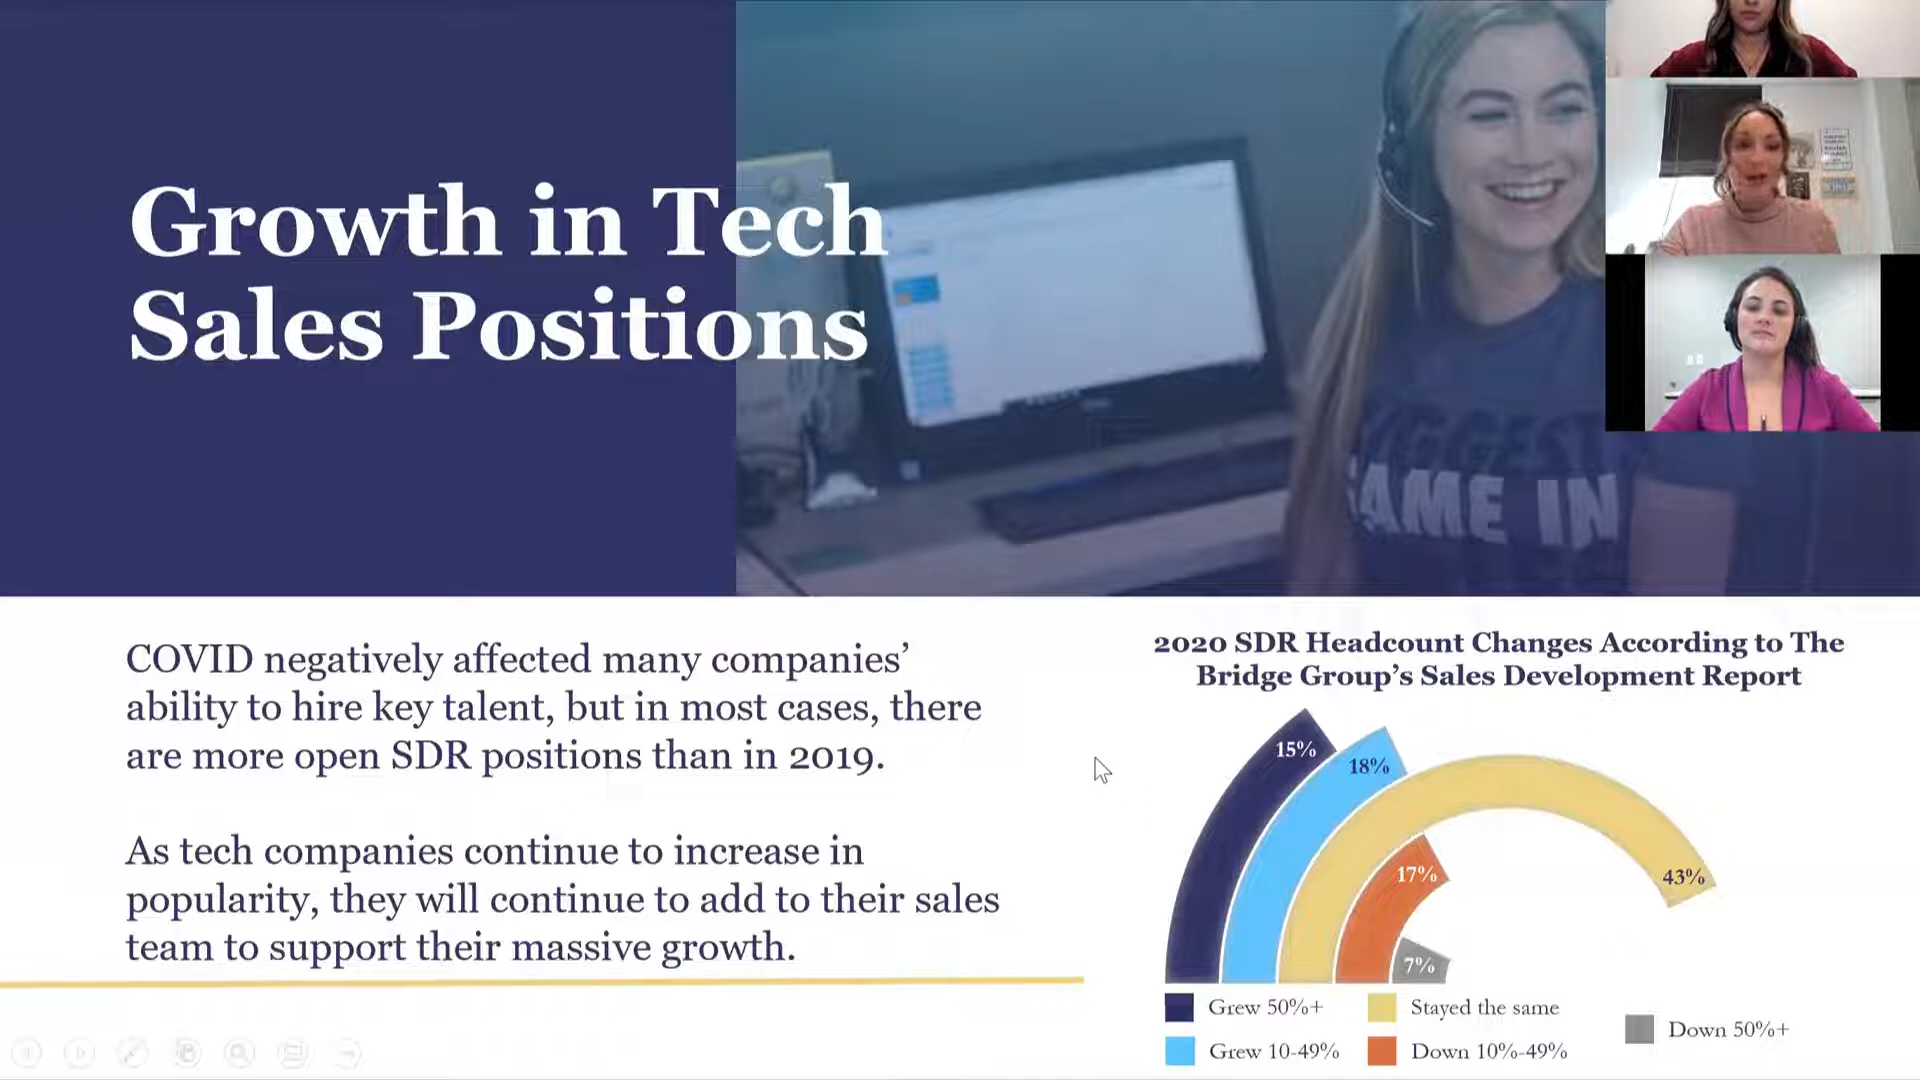 Growth in Tech
Sales Positions
BIGGEST
GAME IN
COVID negatively affected many companies’
ability to hire key talent, but in most cases, there
are more open SDR positions than in 2019.
As tech companies continue to increase in
popularity, they will continue to add to their sales
team to support their massive growth.
2020 SDR Headcount Changes According to The
Bridge Group’s Sales Development Report
15%
18%
43%
17%
7%
Grew 50%+
Stayed the same
Down 50%+
Grew 10-49%
Down 10%-49%